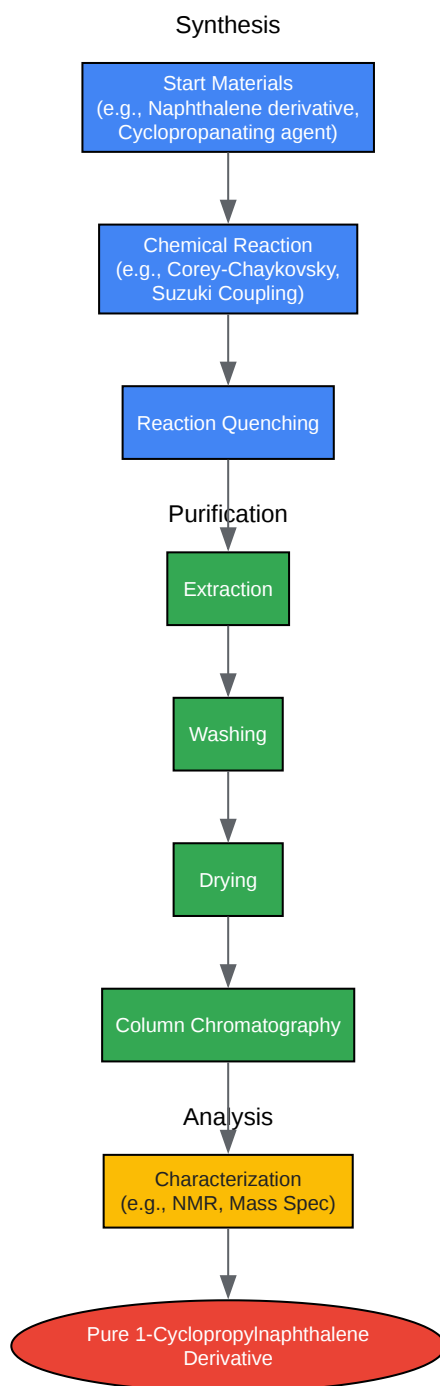 Synthesis
Start Materials
(e.g., Naphthalene derivative,
Cyclopropanating agent)
Chemical Reaction
(e.g., Corey-Chaykovsky,
Suzuki Coupling)
Reaction Quenching
Purification
Extraction
Washing
Drying
Column Chromatography
Analysis
Characterization
(e.g., NMR, Mass Spec)
Pure 1-Cyclopropylnaphthalene
Derivative